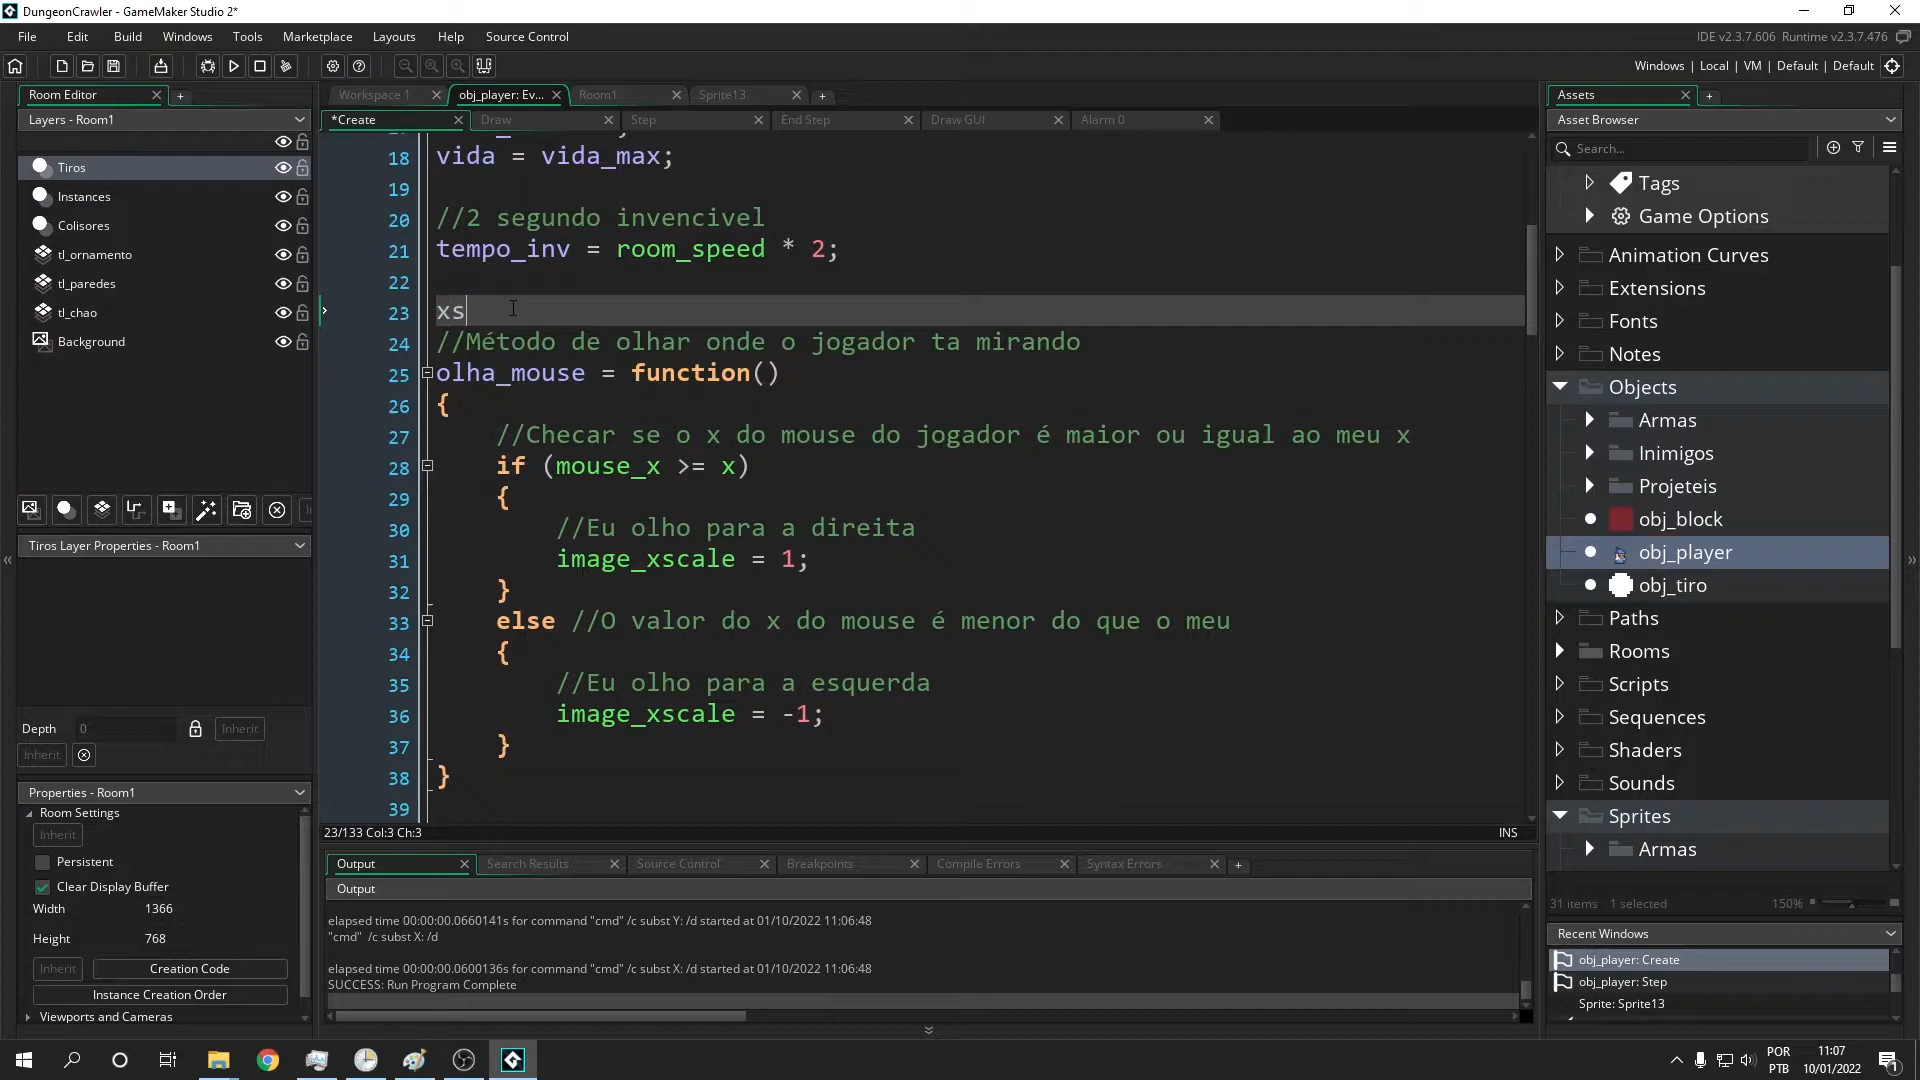 DungeonCrawler - GameMaker Studio 2*
File Edit Build Windows Tools Marketplace Layouts Help Source Control
IDE v2.3.7.606 Runtime v2.3.7.476
Windows | Local | VM | Default | Default
Room Editor
Layers - Room1
Tiros
Instances
Colisores
tl_ornamento
tl_paredes
tl_chao
Background
Tiros Layer Properties - Room1
Depth 0 Inherit
Inherit
Properties - Room1
Room Settings
Inherit
Persistent
Clear Display Buffer
Width 1366
Height 768
Inherit Creation Code
Instance Creation Order
Viewports and Cameras
Workspace 1 obj_player: Ev... Room1 Sprite13
*Create Draw Step End Step Draw GUI Alarm 0
18 vida = vida_max;
19
20 //2 segundo invencivel
21 tempo_inv = room_speed * 2;
22
23 xs
24 //Método de olhar onde o jogador ta mirando
25 olha_mouse = function()
26 {
27 //Checar se o x do mouse do jogador é maior ou igual ao meu x
28 if (mouse_x >= x)
29 {
30 //Eu olho para a direita
31 image_xscale = 1;
32 }
33 else //O valor do x do mouse é menor do que o meu
34 {
35 //Eu olho para a esquerda
36 image_xscale = -1;
37 }
38 }
39
23/133 Col:3 Ch:3 INS
Output Search Results Source Control Breakpoints Compile Errors Syntax Errors
Output
elapsed time 00:00:00.0660141s for command "cmd" /c subst Y: /d started at 01/10/2022 11:06:48
"cmd" /c subst X: /d
elapsed time 00:00:00.0600136s for command "cmd" /c subst X: /d started at 01/10/2022 11:06:48
SUCCESS: Run Program Complete
Assets
Asset Browser
Search...
Tags
Game Options
Animation Curves
Extensions
Fonts
Notes
Objects
Armas
Inimigos
Projeteis
obj_block
obj_player
obj_tiro
Paths
Rooms
Scripts
Sequences
Shaders
Sounds
Sprites
Armas
31 items 1 selected 150%
Recent Windows
obj_player: Create
obj_player: Step
Sprite: Sprite13
POR
PTB
11:07
10/01/2022
1